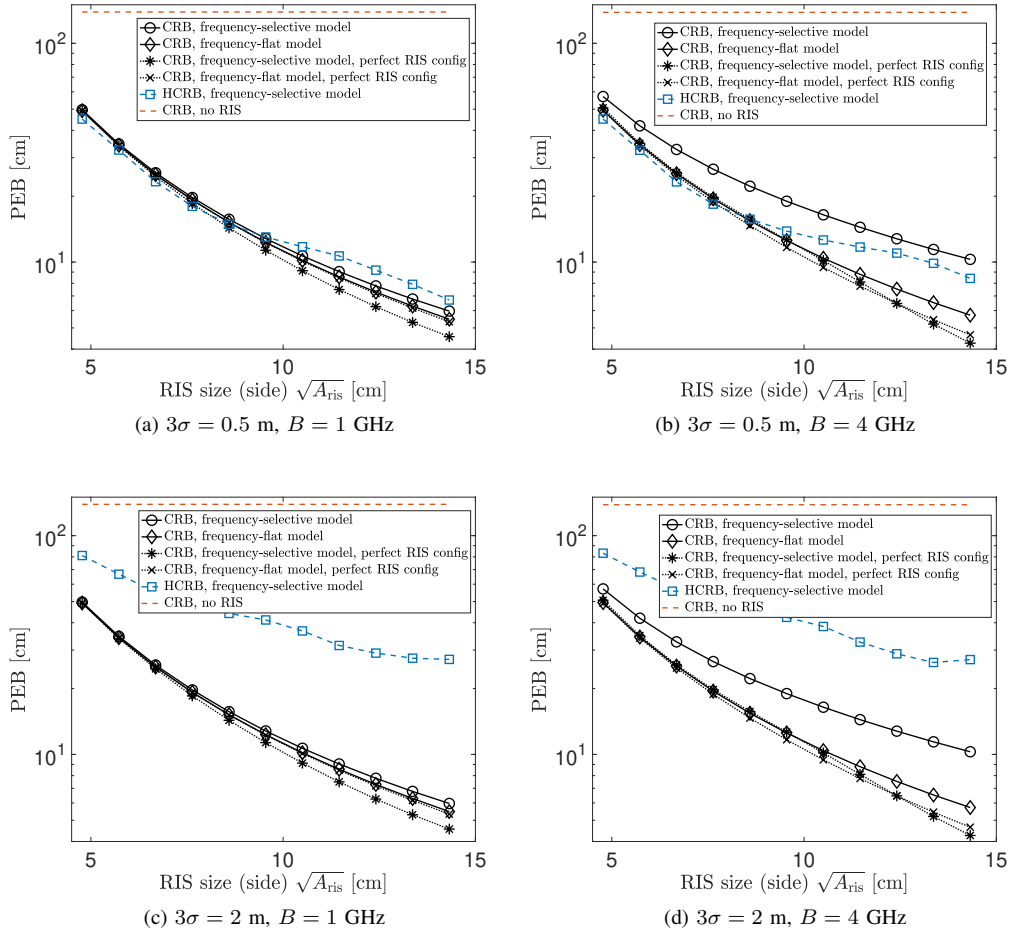 10^2
10^1
PEB [cm]
CRB, frequency-selective model
CRB, frequency-flat model
CRB, frequency-selective model, perfect RIS config
CRB, frequency-flat model, perfect RIS config
HCRB, frequency-selective model
CRB, no RIS
5 10 15
RIS size (side) √A_ris [cm]
(a) 3σ = 0.5 m, B = 1 GHz
10^2
10^1
PEB [cm]
CRB, frequency-selective model
CRB, frequency-flat model
CRB, frequency-selective model, perfect RIS config
CRB, frequency-flat model, perfect RIS config
HCRB, frequency-selective model
CRB, no RIS
5 10 15
RIS size (side) √A_ris [cm]
(b) 3σ = 0.5 m, B = 4 GHz
10^2
10^1
PEB [cm]
CRB, frequency-selective model
CRB, frequency-flat model
CRB, frequency-selective model, perfect RIS config
CRB, frequency-flat model, perfect RIS config
HCRB, frequency-selective model
CRB, no RIS
5 10 15
RIS size (side) √A_ris [cm]
(c) 3σ = 2 m, B = 1 GHz
10^2
10^1
PEB [cm]
CRB, frequency-selective model
CRB, frequency-flat model
CRB, frequency-selective model, perfect RIS config
CRB, frequency-flat model, perfect RIS config
HCRB, frequency-selective model
CRB, no RIS
5 10 15
RIS size (side) √A_ris [cm]
(d) 3σ = 2 m, B = 4 GHz